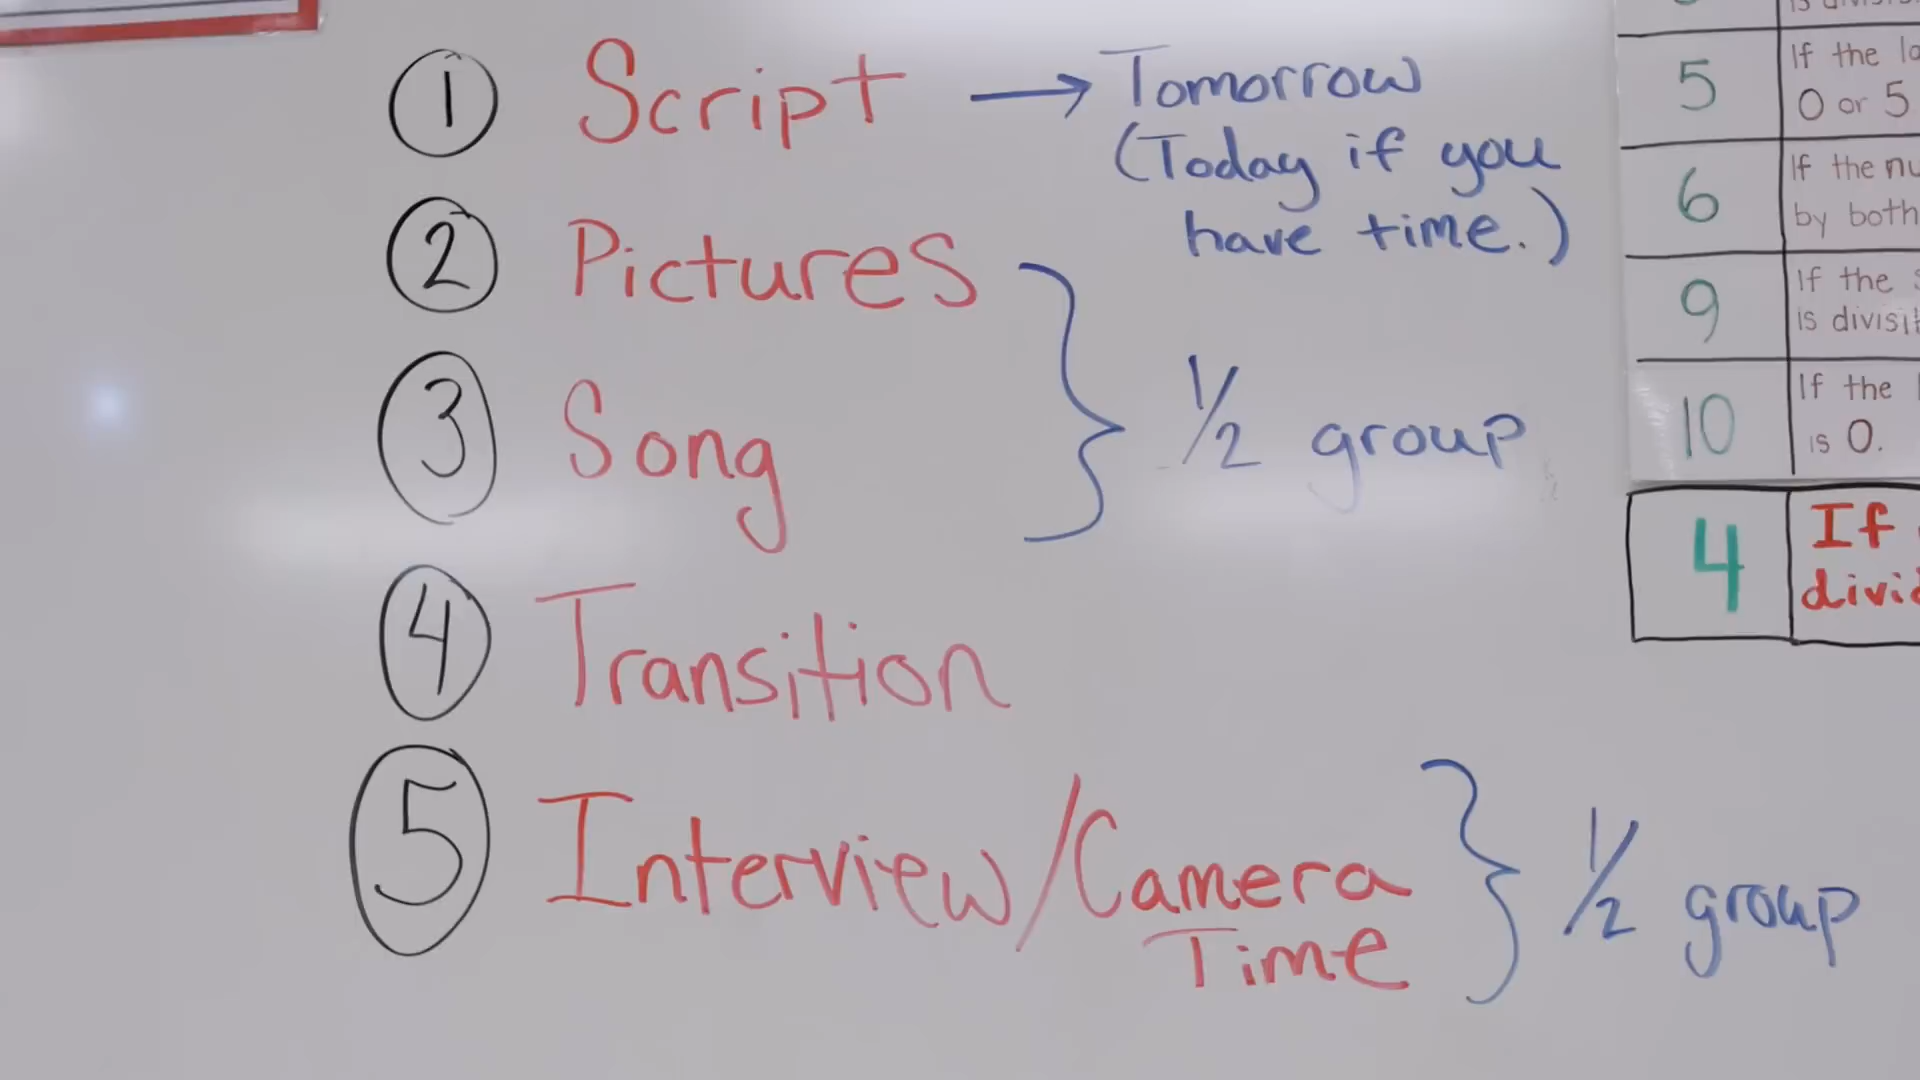 1 Script → Tomorrow
(Today if you
have time.)
2 Pictures
3 Song
1/2 group
4 Transition
5 Interview/Camera
Time
1/2 group
5 If the
0 or 5
6 If the
by both
9 If the
is
10 If the
is 0.
4 If